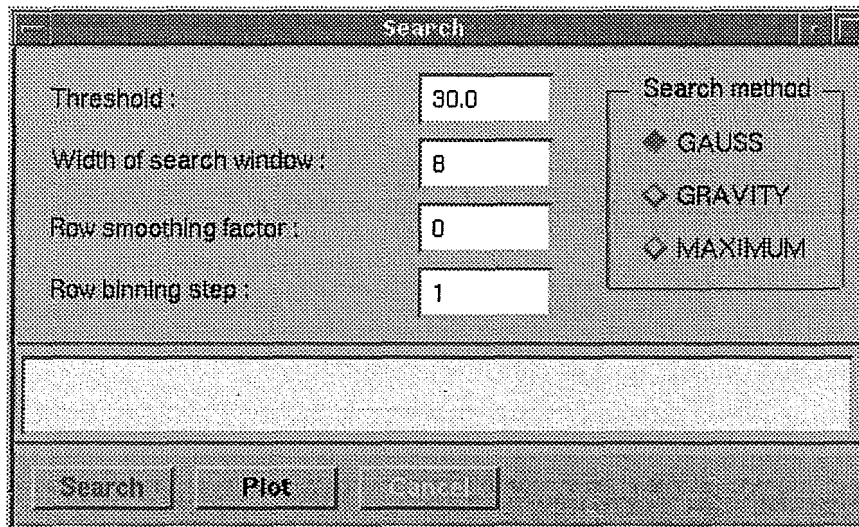 Search
Threshold :
30.0
Width of search window :
8
Row smoothing factor :
0
Row binning step :
1
Search method
GAUSS
GRAVITY
MAXIMUM
Search
Plot
Cancel